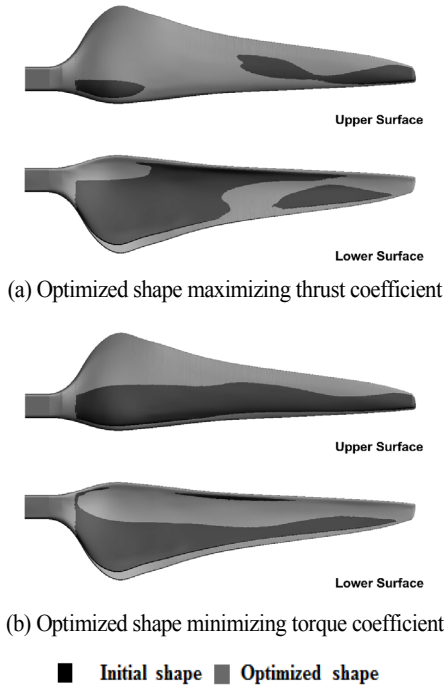 Upper Surface
Lower Surface
(a) Optimized shape maximizing thrust coefficient
Upper Surface
Lower Surface
(b) Optimized shape minimizing torque coefficient
Initial shape Optimized shape